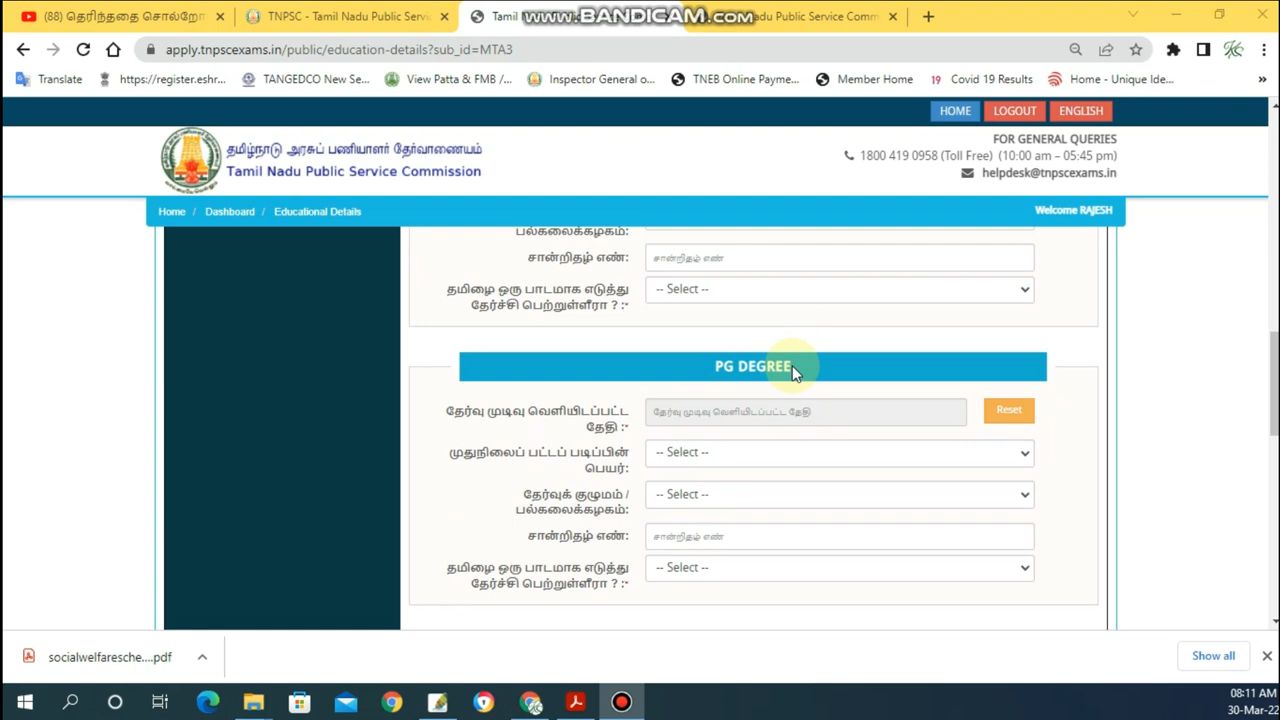 (88) தெரிந்ததை சொல்றோ
TNPSC - Tamil Nadu Public Servic
Tamil
www.BANDICAM.com
Nadu Public Service Comm
apply.tnpscexams.in/public/education-details?sub_id=MTA3
Translate
https://register.eshr...
TANGEDCO New Se...
View Patta & FMB /...
Inspector General o...
TNEB Online Payme...
Member Home
19 Covid 19 Results
Home - Unique Ide...
HOME
LOGOUT
ENGLISH
தமிழ்நாடு அரசுப் பணியாளர் தேர்வாணையம்
Tamil Nadu Public Service Commission
FOR GENERAL QUERIES
1800 419 0958 (Toll Free) (10:00 am – 05:45 pm)
helpdesk@tnpscexams.in
Home / Dashboard / Educational Details
Welcome RAJESH
பல்கலைக்கழகம்:
சான்றிதழ் எண்:
சான்றிதழ் எண்
தமிழை ஒரு பாடமாக எடுத்து
தேர்ச்சி பெற்றுள்ளீரா ? :*
-- Select --
PG DEGREE
தேர்வு முடிவு வெளியிடப்பட்ட
தேதி :*
தேர்வு முடிவு வெளியிடப்பட்ட தேதி
Reset
முதுநிலைப் பட்டப் படிப்பின்
பெயர்:
-- Select --
தேர்வுக் குழுமம் /
பல்கலைக்கழகம்:
-- Select --
சான்றிதழ் எண்:
சான்றிதழ் எண்
தமிழை ஒரு பாடமாக எடுத்து
தேர்ச்சி பெற்றுள்ளீரா ? :*
-- Select --
socialwelfaresche....pdf
Show all
08:11 AM
30-Mar-22